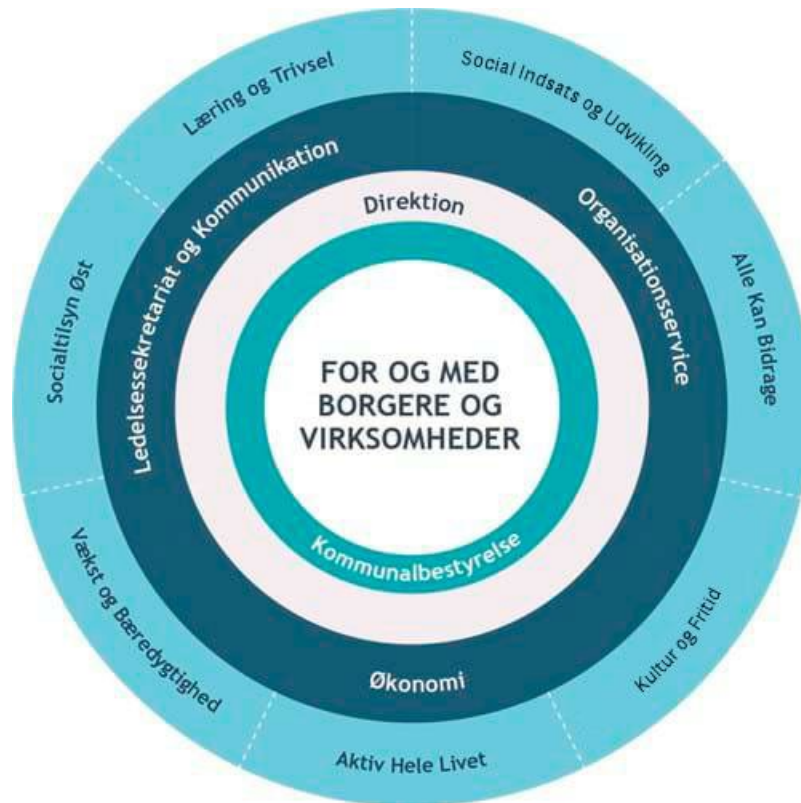 Læring og Trivsel
Social Indsats og Udvikling
Ledelsessekretariat og Kommunikation
Organisationsservice
Direktion
Socialtilsyn Øst
Alle Kan Bidrage
FOR OG MED
BORGERE OG
VIRKSOMHEDER
Kommunalbestyrelse
Vækst og Bæredygtighed
Kultur og Fritid
Økonomi
Aktiv Hele Livet